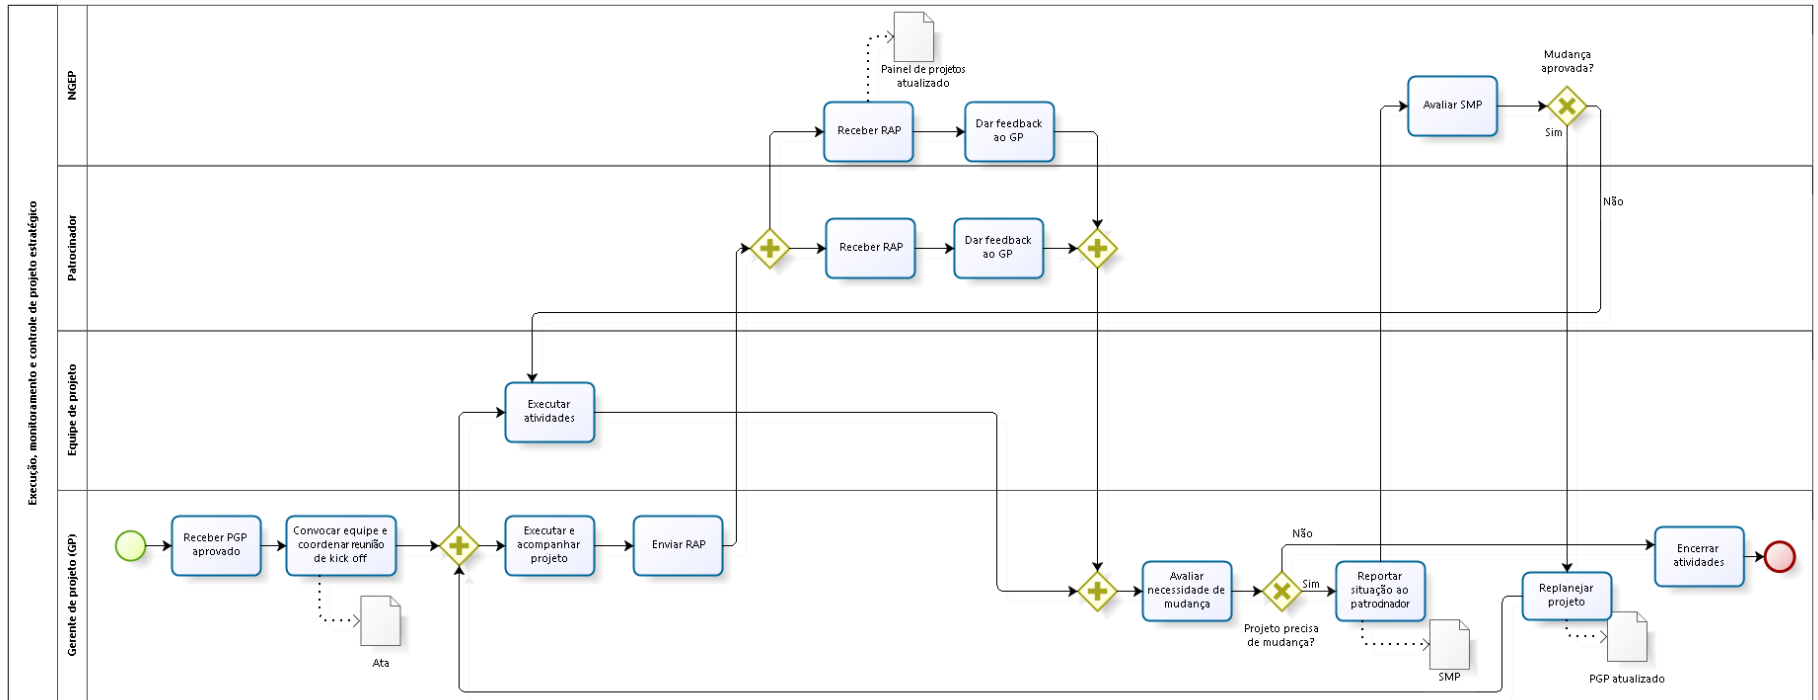 Execução, monitoramento e controle de projeto estratégico
NGEP
Painel de projetos
atualizado
Receber RAP
Dar feedback
ao GP
Avaliar SMP
Mudança
aprovada?
Sim
Não
Patrocinador
Receber RAP
Dar feedback
ao GP
Equipe de projeto
Executar
atividades
Gerente de projeto (GP)
Receber PGP
aprovado
Convocar equipe e
coordenar reunião
de kick off
Ata
Executar e
acompanhar
projeto
Enviar RAP
Avaliar
necessidade de
mudança
Projeto precisa
de mudança?
Não
Sim
Reportar
situação ao
patrocinador
SMP
Replanejar
projeto
PGP atualizado
Encerrar
atividades